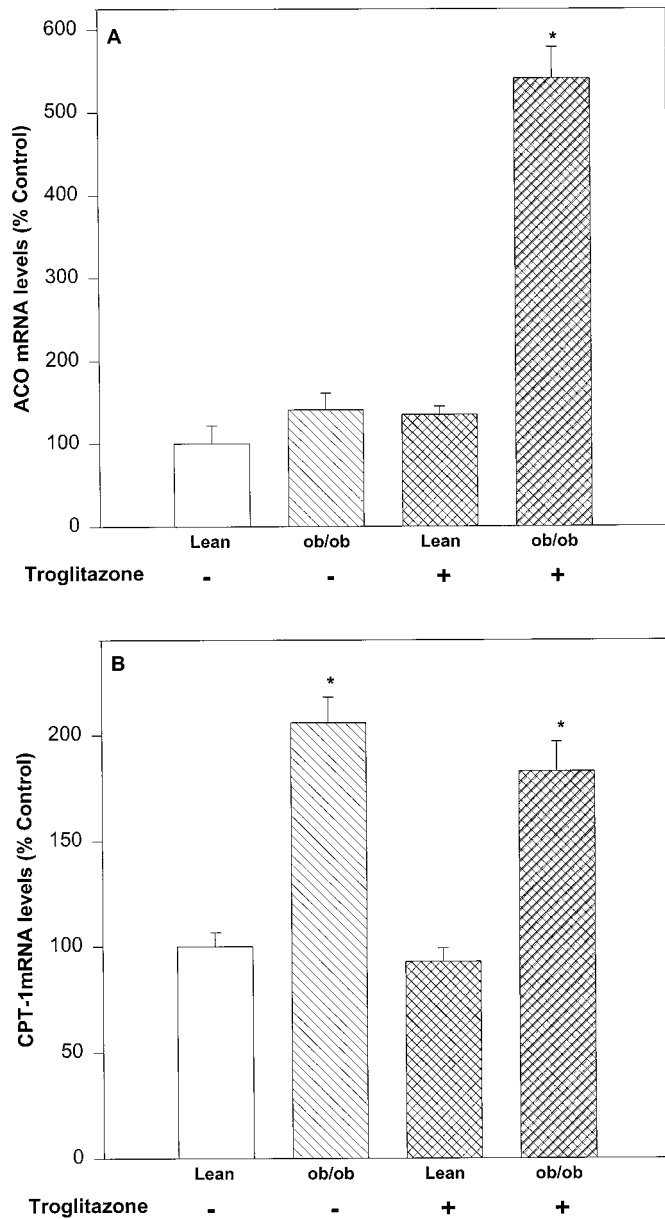 A
*
ACO mRNA levels (% Control)
600
500
400
300
200
100
0
Lean ob/ob Lean ob/ob
Troglitazone - - + +
B
*
*
CPT-1mRNA levels (% Control)
200
150
100
50
0
Lean ob/ob Lean ob/ob
Troglitazone - - + +